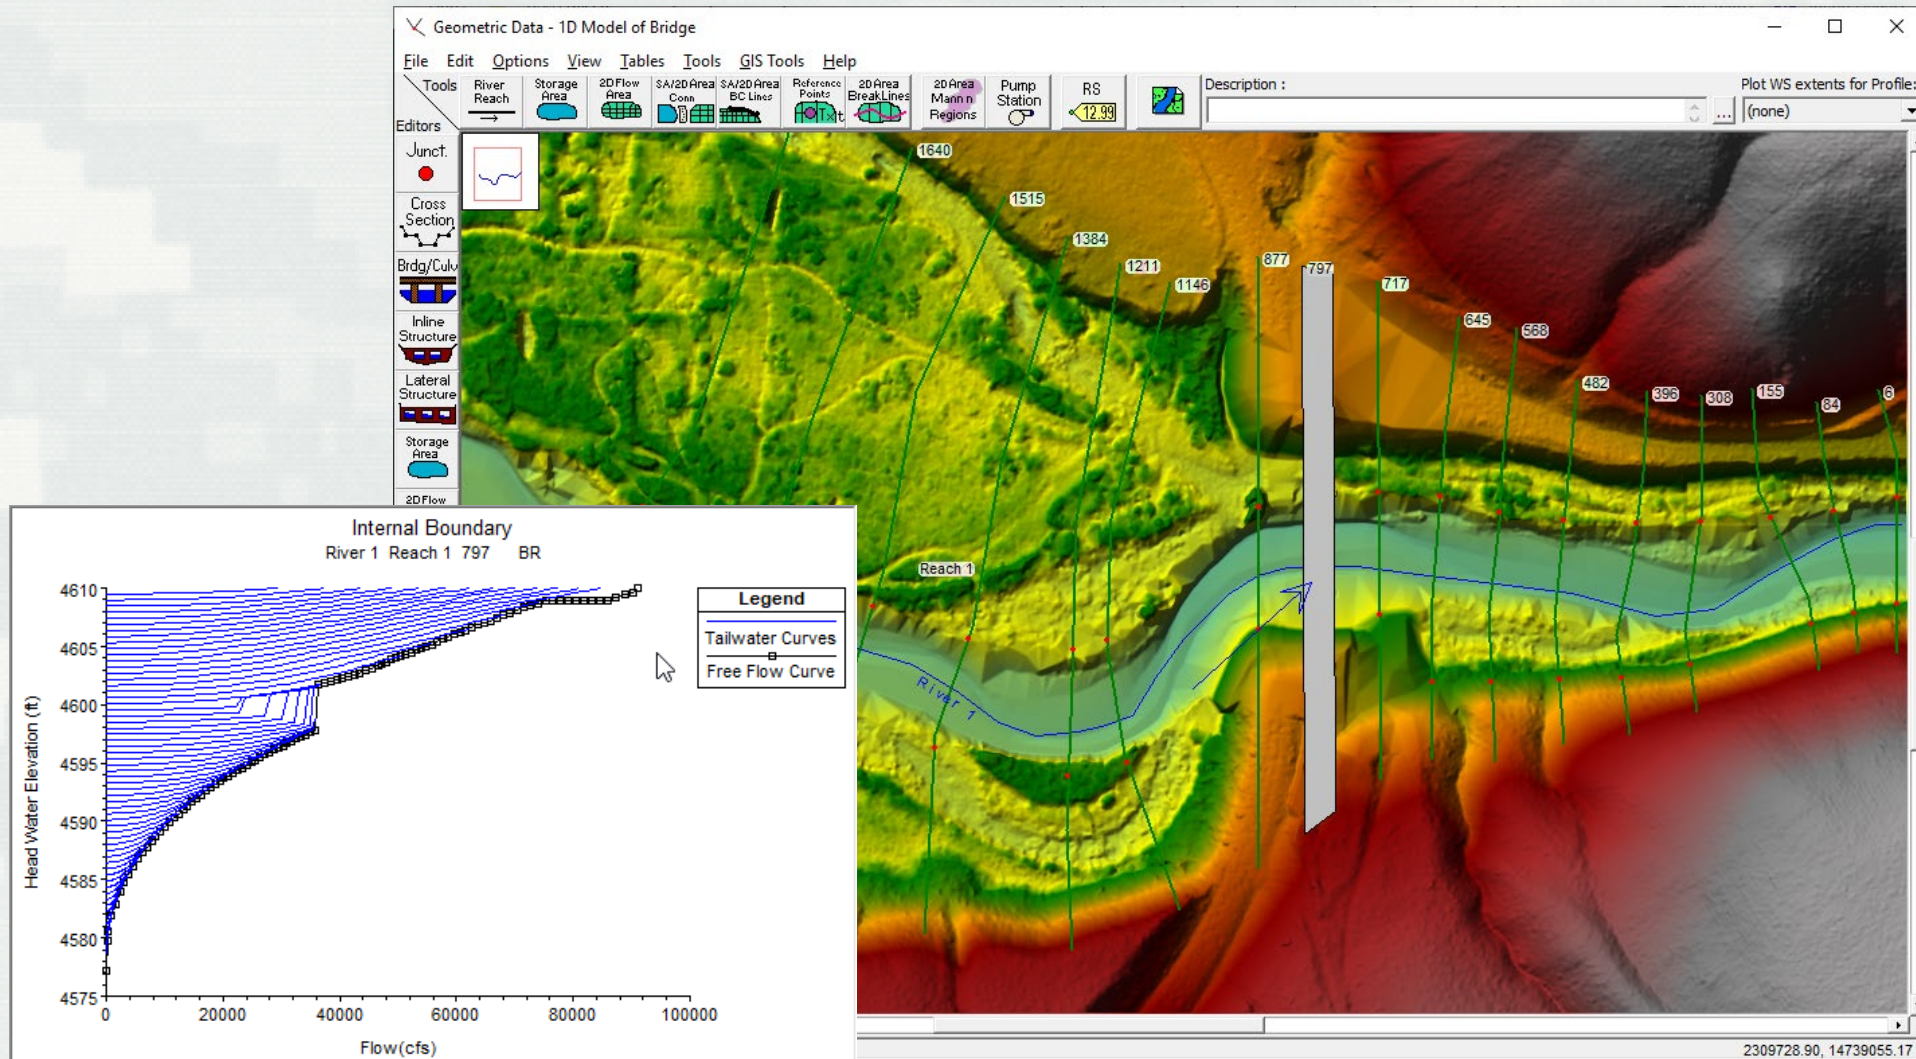 Geometric Data - 1D Model of Bridge
File Edit Options View Tables Tools GIS Tools Help
Tools
Editors
River
Reach
Storage
Area
2D Flow
Area
SA/2D Area
Conn
SA/2D Area
BC Lines
Reference
Points
2D Area
BreakLines
2D Area
Mann n
Regions
Pump
Station
RS
12.99
Description :
...
Plot WS extents for Profile:
(none)
Junct.
Cross
Section
Brdg/Culv
Inline
Structure
Lateral
Structure
Storage
Area
2D Flow
1640
1515
1384
1211
1146
877
797
717
645
568
482
396
308
155
84
6
Reach 1
River 1
Internal Boundary
River 1 Reach 1 797 BR
Head Water Elevation (ft)
4610
4605
4600
4595
4590
4585
4580
4575
0 20000 40000 60000 80000 100000
Flow(cfs)
Legend
Tailwater Curves
Free Flow Curve
2309728.90, 14739055.17